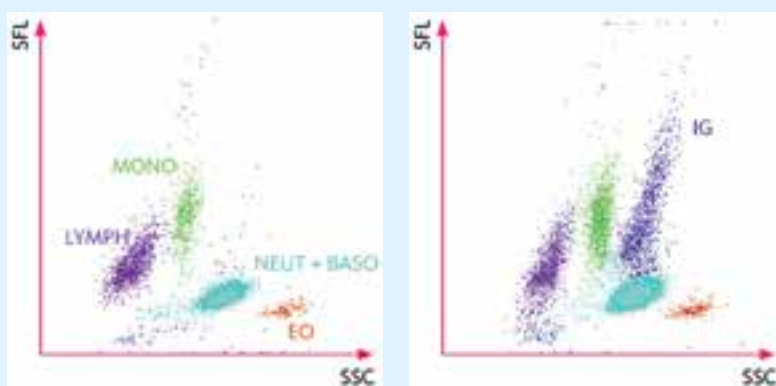 SFL
MONO
LYMPH
NEUT + BASO
EO
SSC
SFL
IG
SSC